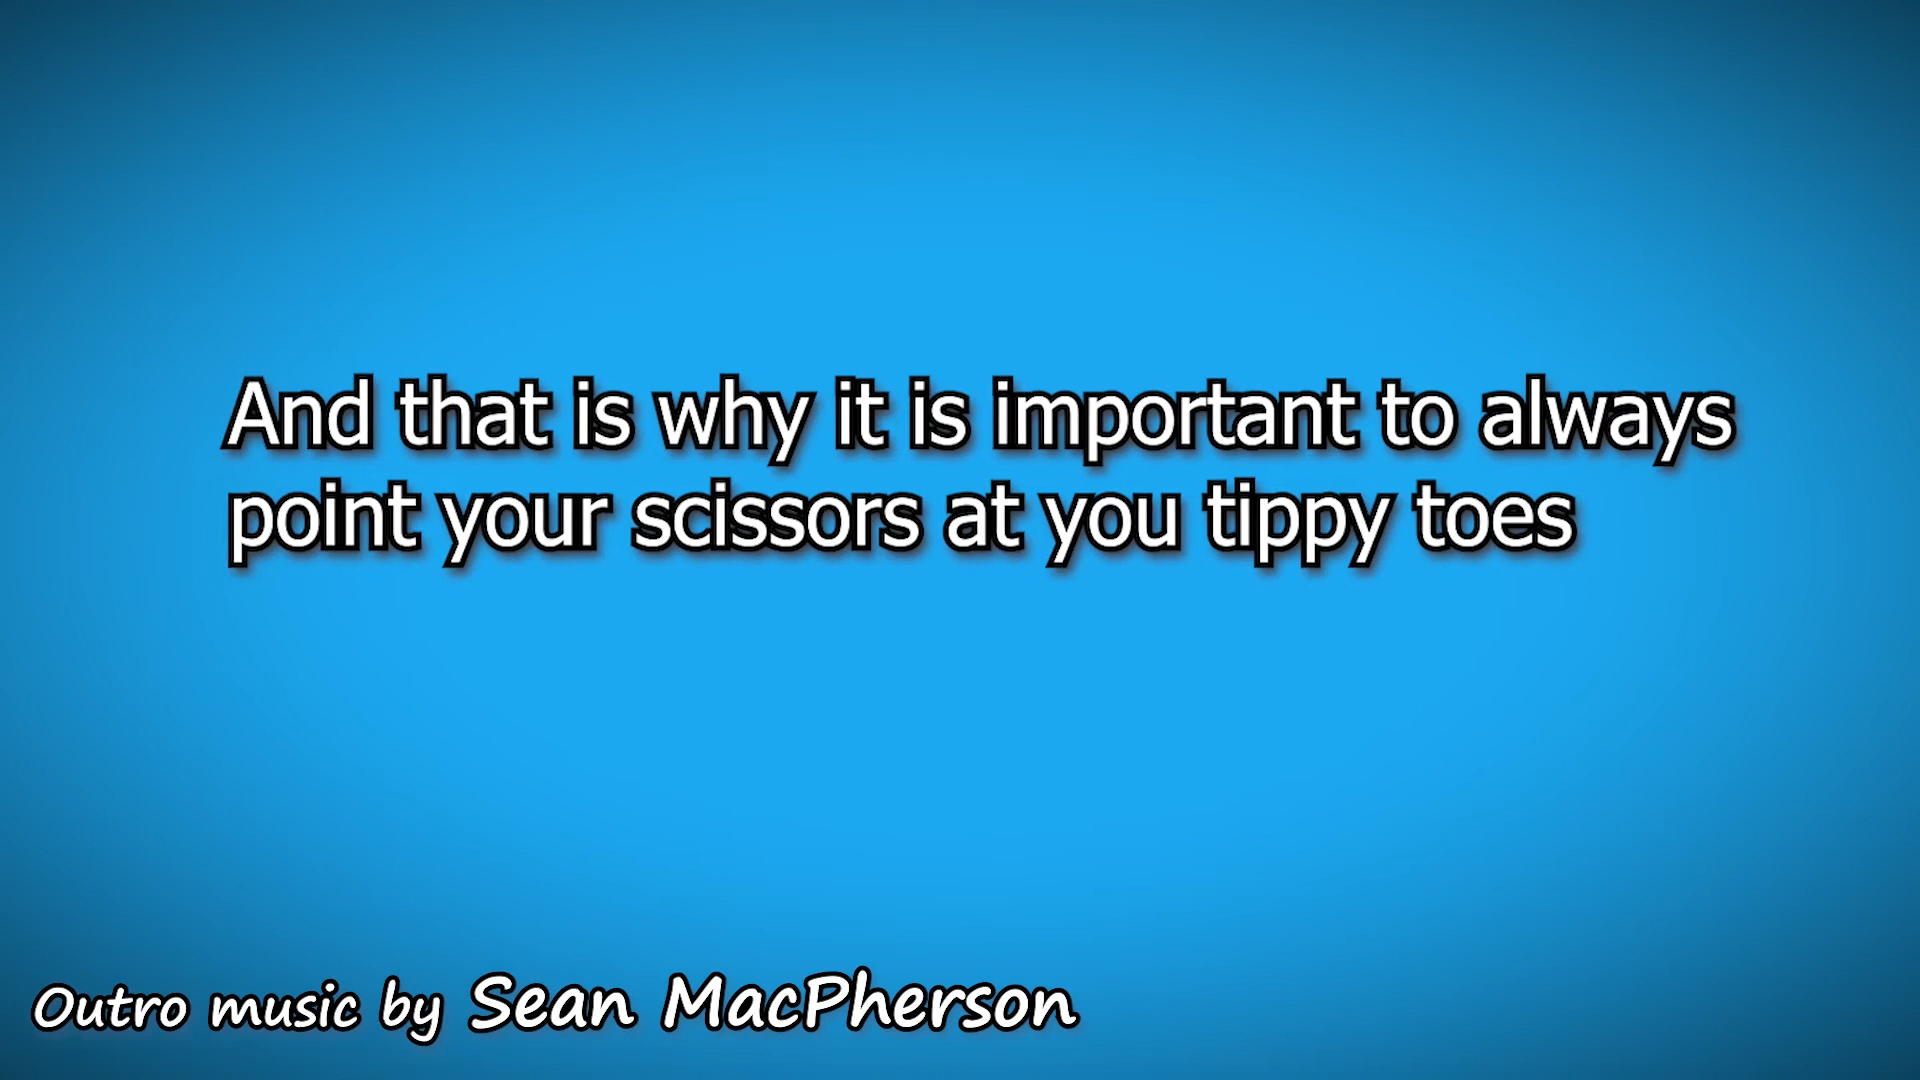 And that is why it is important to always
point your scissors at you tippy toes
Outro music by Sean MacPherson